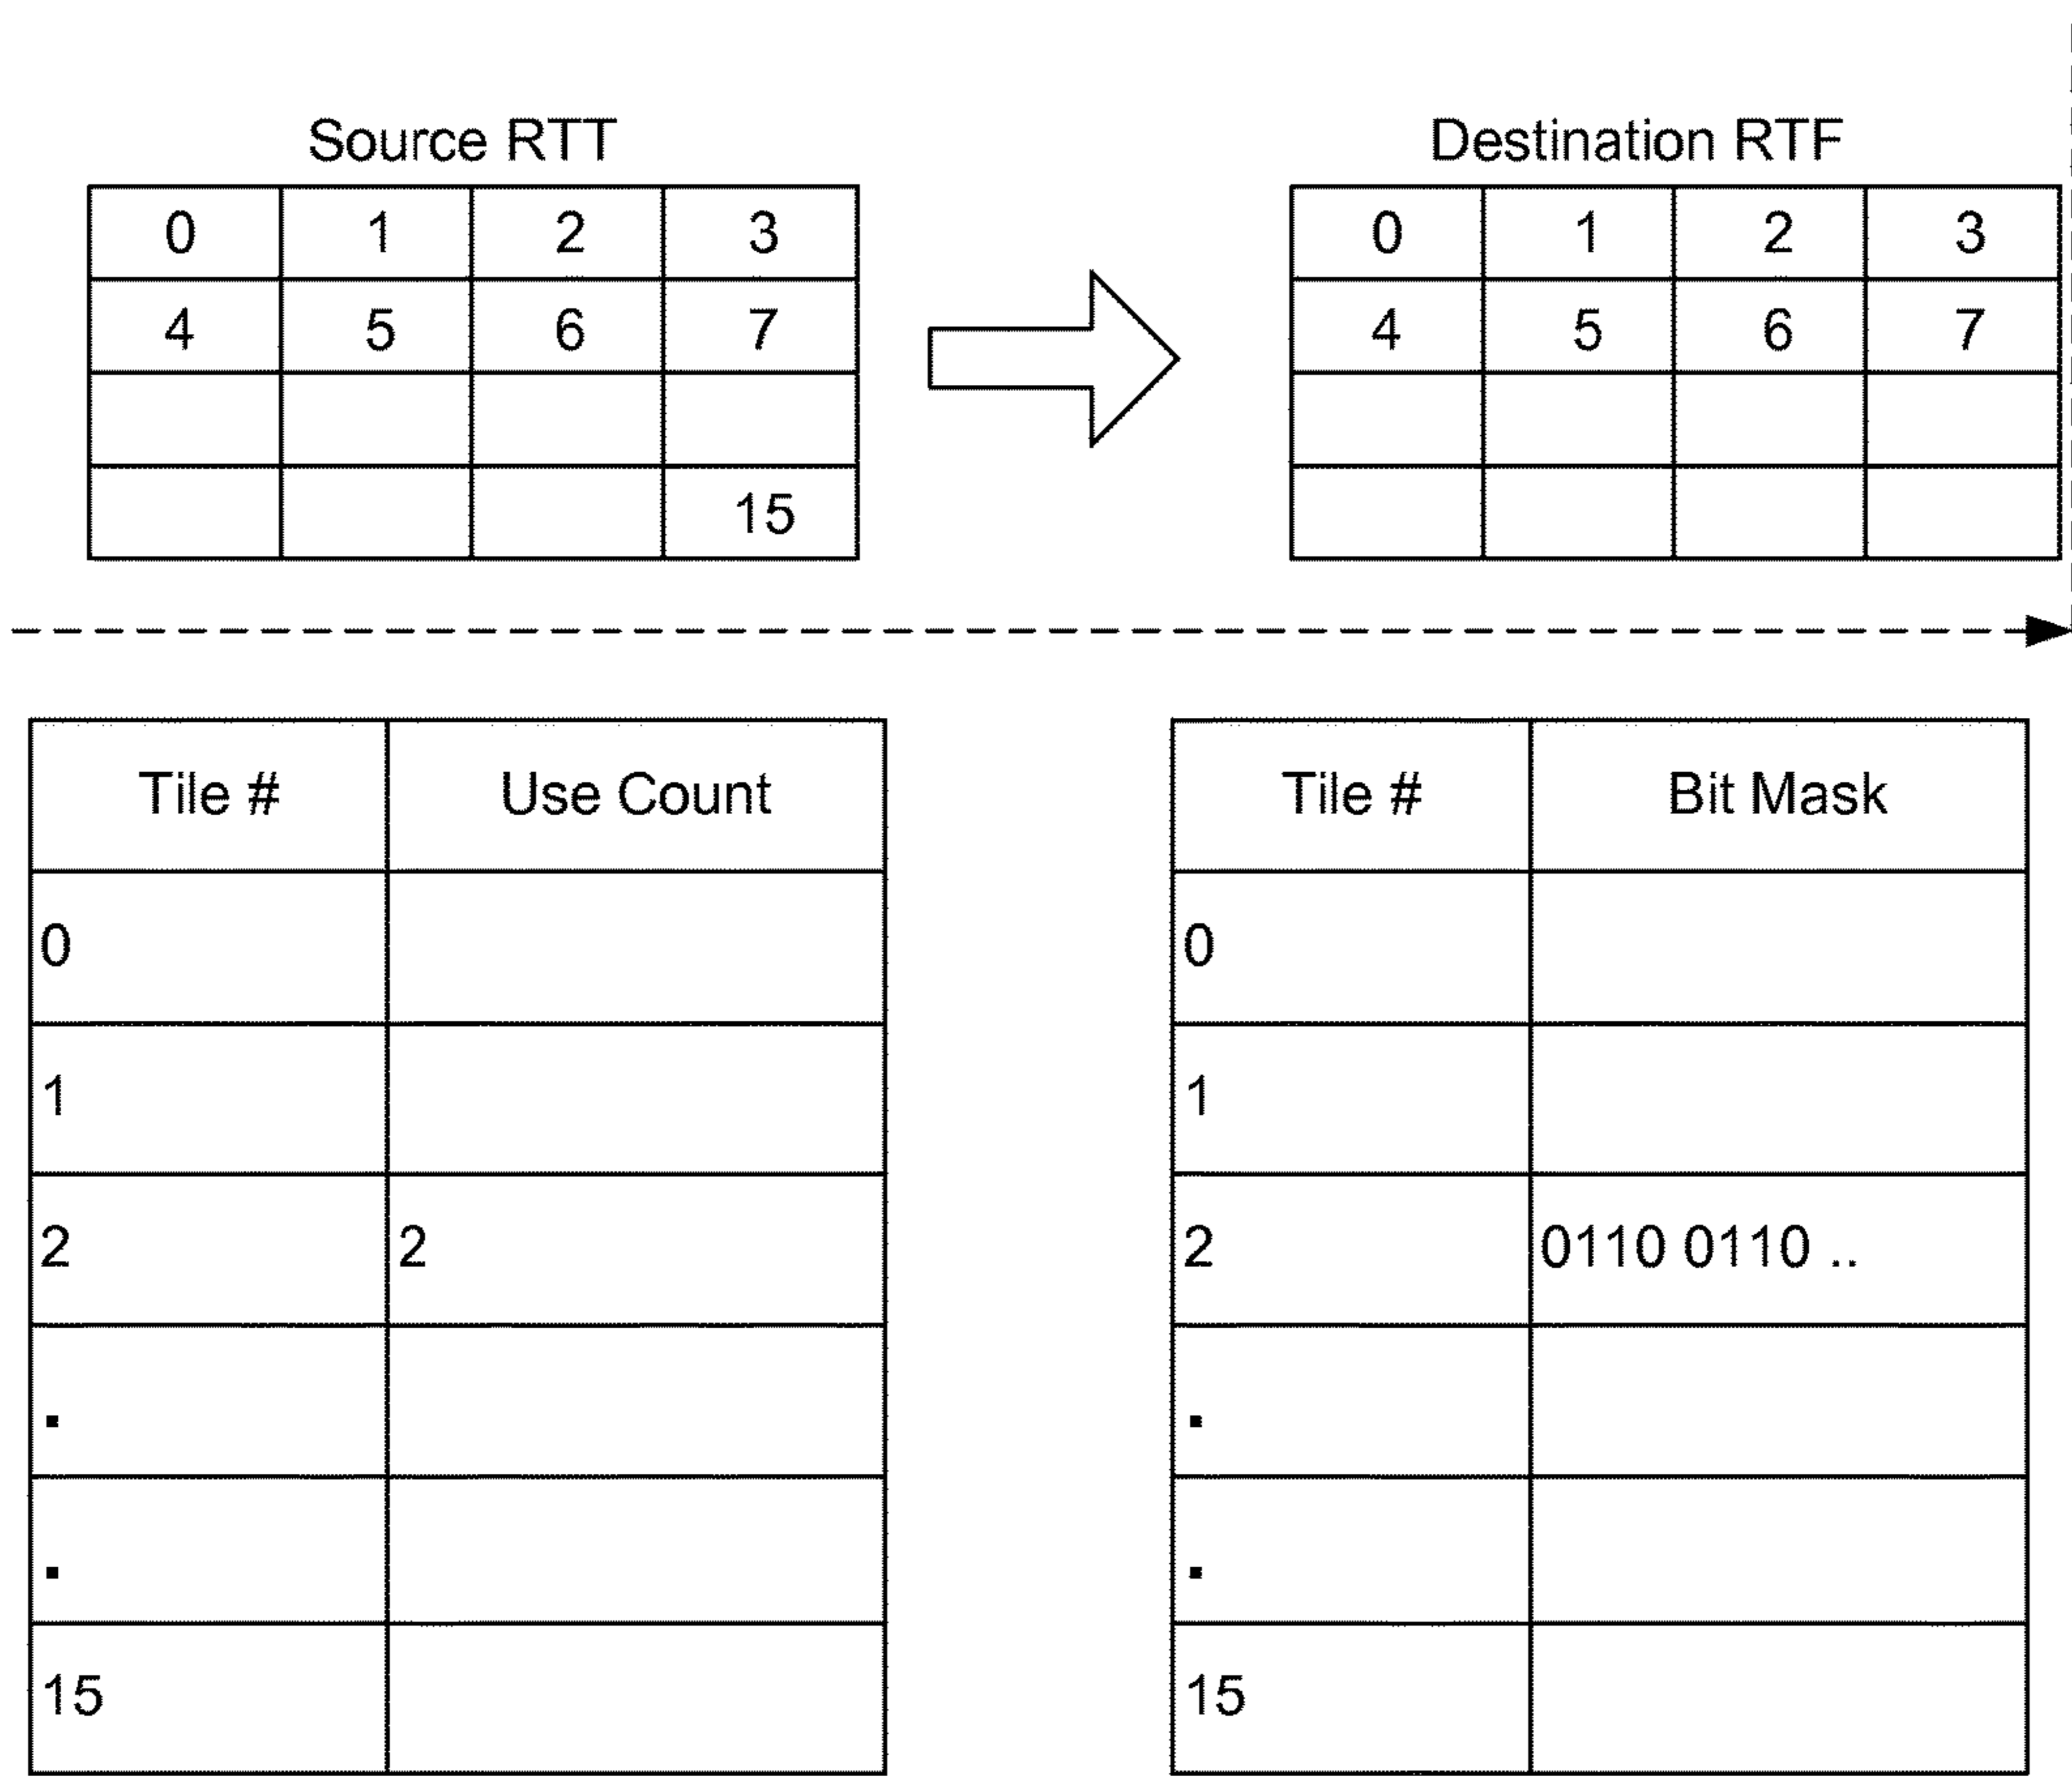 Source RTT
0 1 2 3
4 5 6 7
15
Destination RTF
0 1 2 3
4 5 6 7
Tile # Use Count
0
1
2 2
.
.
15
Tile # Bit Mask
0
1
2 0110 0110 ..
.
.
15